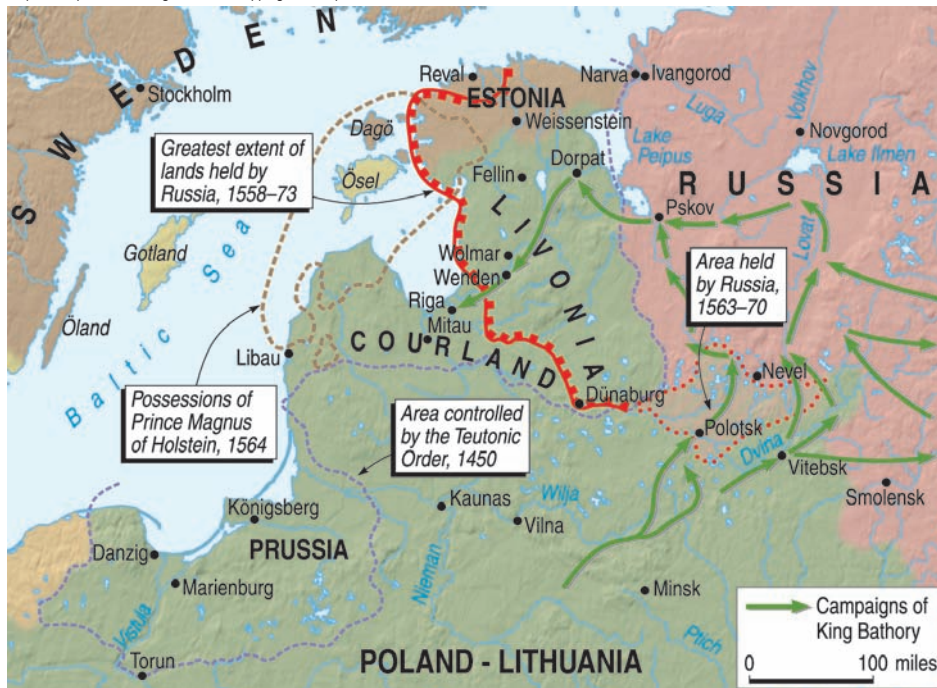 SWEDEN
Stockholm
Reval
ESTONIA
Narva
Ivangorod
Luga
Volkhov
Novgorod
Lake Ilmen
Weissenstein
Lake
Peipus
Dagö
Ösel
Greatest extent of
lands held by
Russia, 1558–73
Fellin
Dorpat
RUSSIA
Pskov
LIVONIA
Lovat
Gotland
Baltic Sea
Öland
Wolmar
Wenden
Area held
by Russia,
1563–70
Riga
Mitau
COURLAND
Libau
Nevel
Dünaburg
Possessions of
Prince Magnus
of Holstein, 1564
Area controlled
by the Teutonic
Order, 1450
Polotsk
Dvina
Vitebsk
Smolensk
Königsberg
Kaunas
Wilja
Vilna
Danzig
PRUSSIA
Marienburg
Nieman
Minsk
Vistula
Ptich
Torun
POLAND - LITHUANIA
Campaigns of
King Bathory
0 100 miles